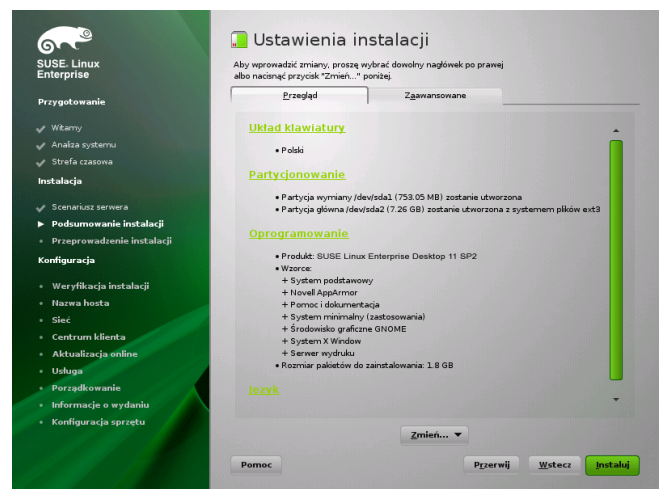 SUSE. Linux
Enterprise
Przygotowanie
Witamy
Analiza systemu
Strefa czasowa
Instalacja
Scenariusz serwera
Podsumowanie instalacji
Przeprowadzenie instalacji
Konfiguracja
Weryfikacja instalacji
Nazwa hosta
Sieć
Centrum klienta
Aktualizacja online
Usługa
Porządkowanie
Informacje o wydaniu
Konfiguracja sprzętu
Ustawienia instalacji
Aby wprowadzić zmiany, proszę wybrać dowolny nagłówek po prawej
albo nacisnąć przycisk "Zmień..." poniżej.
Przegląd
Zaawansowane
Układ klawiatury
• Polski
Partycjonowanie
• Partycja wymiany /dev/sda1 (753.05 MB) zostanie utworzona
• Partycja główna /dev/sda2 (7.26 GB) zostanie utworzona z systemem plików ext3
Oprogramowanie
• Produkt: SUSE Linux Enterprise Desktop 11 SP2
• Wzorce:
+ System podstawowy
+ Novell AppArmor
+ Pomoc i dokumentacja
+ System minimalny (zastosowania)
+ Środowisko graficzne GNOME
+ System X Window
+ Serwer wydruku
• Rozmiar pakietów do zainstalowania: 1.8 GB
Język
Zmień...
Pomoc
Przerwij
Wstecz
Instaluj